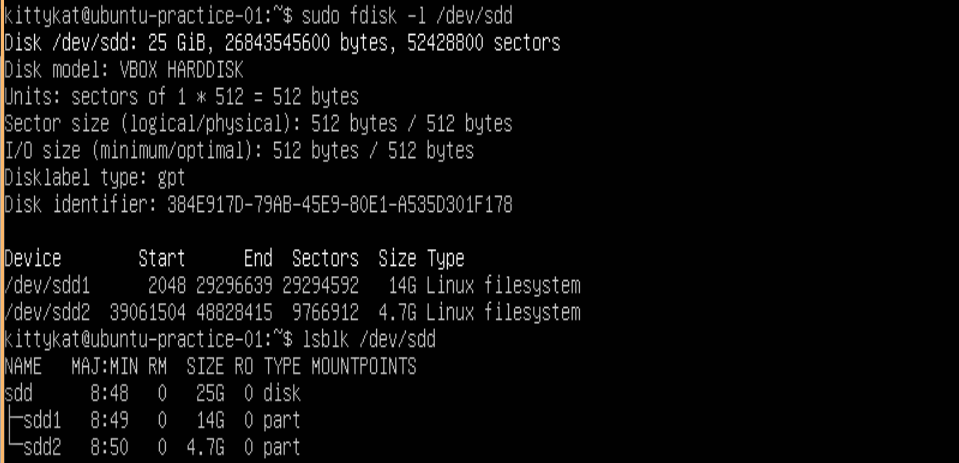 kittykat@ubuntu-practice-01:~$ sudo fdisk -l /dev/sdd
Disk /dev/sdd: 25 GiB, 26843545600 bytes, 52428800 sectors
Disk model: VBOX HARDDISK
Units: sectors of 1 * 512 = 512 bytes
Sector size (logical/physical): 512 bytes / 512 bytes
I/O size (minimum/optimal): 512 bytes / 512 bytes
Disklabel type: gpt
Disk identifier: 384E917D-79AB-45E9-80E1-A535D301F178

Device        Start      End  Sectors  Size Type
/dev/sdd1      2048 29296639 29294592   14G Linux filesystem
/dev/sdd2  39061504 48828415  9766912  4.7G Linux filesystem
kittykat@ubuntu-practice-01:~$ lsblk /dev/sdd
NAME   MAJ:MIN RM  SIZE RO TYPE MOUNTPOINTS
sdd      8:48   0   25G  0 disk
├─sdd1   8:49   0   14G  0 part
└─sdd2   8:50   0  4.7G  0 part